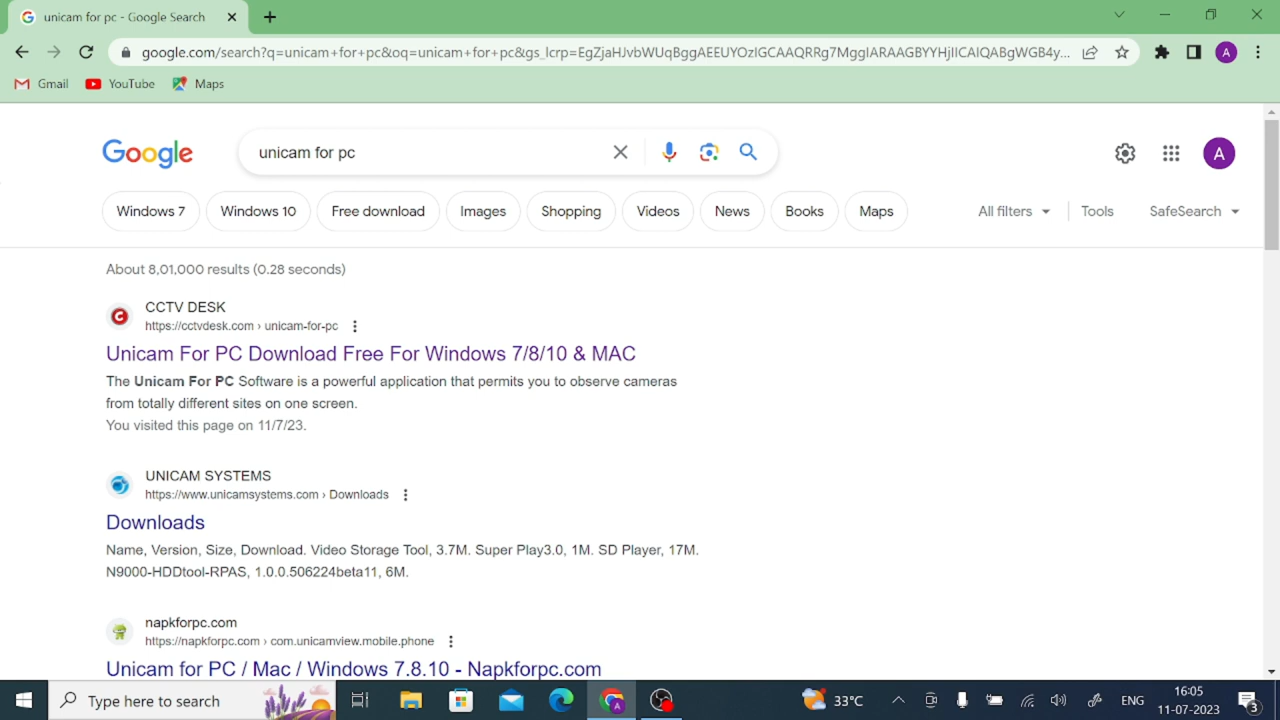 unicam for pc - Google Search
google.com/search?q=unicam+for+pc&oq=unicam+for+pc&gs_lcrp=EgZjaHJvbWUqBggAEEUYOzIGCAAQRRg7MggIARAAGBYYHjIICAIQABgWGB4y...
A
Gmail
YouTube
Maps
Google
unicam for pc
A
Windows 7
Windows 10
Free download
Images
Shopping
Videos
News
Books
Maps
All filters
Tools
SafeSearch
About 8,01,000 results (0.28 seconds)
CCTV DESK
https://cctvdesk.com › unicam-for-pc
Unicam For PC Download Free For Windows 7/8/10 & MAC
The Unicam For PC Software is a powerful application that permits you to observe cameras
from totally different sites on one screen.
You visited this page on 11/7/23.
UNICAM SYSTEMS
https://www.unicamsystems.com › Downloads
Downloads
Name, Version, Size, Download. Video Storage Tool, 3.7M. Super Play3.0, 1M. SD Player, 17M.
N9000-HDDtool-RPAS, 1.0.0.506224beta11, 6M.
napkforpc.com
https://napkforpc.com › com.unicamview.mobile.phone
Unicam for PC / Mac / Windows 7.8.10 - Napkforpc.com
Type here to search
33°C
ENG
16:05
11-07-2023
3